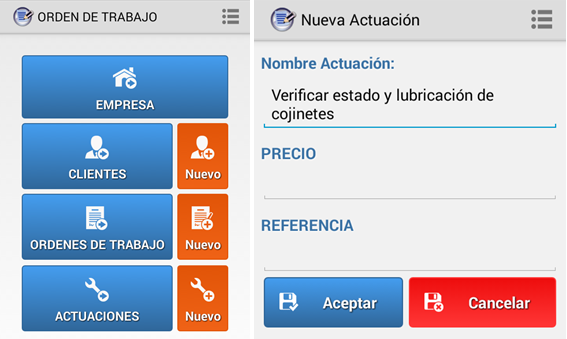 ORDEN DE TRABAJO
EMPRESA
CLIENTES
Nuevo
ORDENES DE TRABAJO
Nuevo
ACTUACIONES
Nuevo
Nueva Actuación
Nombre Actuación:
Verificar estado y lubricación de
cojinetes
PRECIO
REFERENCIA
Aceptar
Cancelar